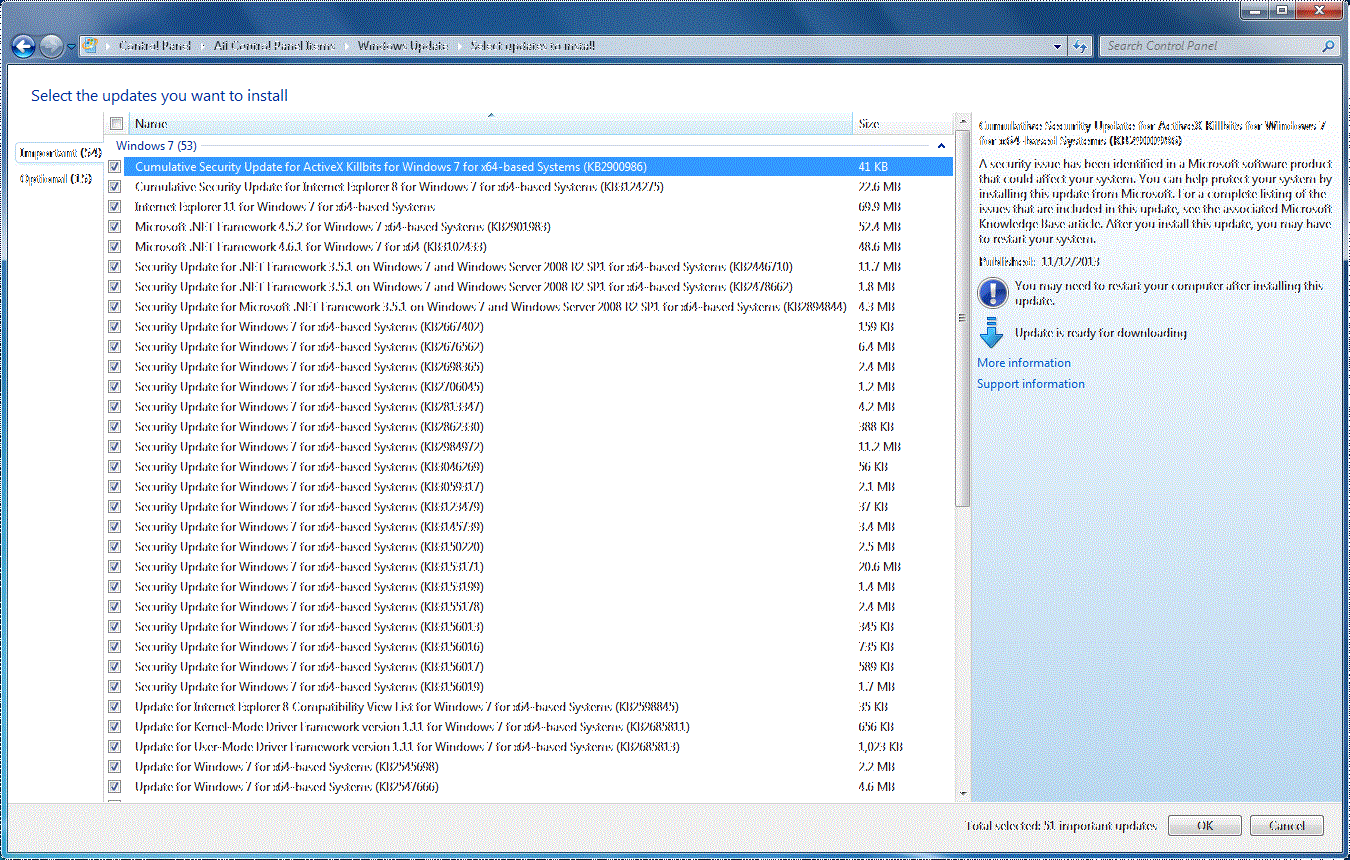 Control Panel
All Control Panel Items
Windows Update
Select updates to install
Search Control Panel
Select the updates you want to install
Important (54)
Optional (15)
Name Size
Windows 7 (53)
Cumulative Security Update for ActiveX Killbits for Windows 7 for x64-based Systems (KB2900986) 41 KB
Cumulative Security Update for Internet Explorer 8 for Windows 7 for x64-based Systems (KB3124275) 22.6 MB
Internet Explorer 11 for Windows 7 for x64-based Systems 69.9 MB
Microsoft .NET Framework 4.5.2 for Windows 7 x64-based Systems (KB2901983) 52.4 MB
Microsoft .NET Framework 4.6.1 for Windows 7 for x64 (KB3102433) 48.6 MB
Security Update for .NET Framework 3.5.1 on Windows 7 and Windows Server 2008 R2 SP1 for x64-based Systems (KB2446710) 11.7 MB
Security Update for .NET Framework 3.5.1 on Windows 7 and Windows Server 2008 R2 SP1 for x64-based Systems (KB2478662) 1.8 MB
Security Update for Microsoft .NET Framework 3.5.1 on Windows 7 and Windows Server 2008 R2 SP1 for x64-based Systems (KB2894844) 4.3 MB
Security Update for Windows 7 for x64-based Systems (KB2667402) 159 KB
Security Update for Windows 7 for x64-based Systems (KB2676562) 6.4 MB
Security Update for Windows 7 for x64-based Systems (KB2698365) 2.4 MB
Security Update for Windows 7 for x64-based Systems (KB2706045) 1.2 MB
Security Update for Windows 7 for x64-based Systems (KB2813347) 4.2 MB
Security Update for Windows 7 for x64-based Systems (KB2862330) 388 KB
Security Update for Windows 7 for x64-based Systems (KB2984972) 11.2 MB
Security Update for Windows 7 for x64-based Systems (KB3046269) 56 KB
Security Update for Windows 7 for x64-based Systems (KB3059317) 2.1 MB
Security Update for Windows 7 for x64-based Systems (KB3123479) 37 KB
Security Update for Windows 7 for x64-based Systems (KB3145739) 3.4 MB
Security Update for Windows 7 for x64-based Systems (KB3150220) 2.5 MB
Security Update for Windows 7 for x64-based Systems (KB3153171) 20.6 MB
Security Update for Windows 7 for x64-based Systems (KB3153199) 1.4 MB
Security Update for Windows 7 for x64-based Systems (KB3155178) 2.4 MB
Security Update for Windows 7 for x64-based Systems (KB3156013) 345 KB
Security Update for Windows 7 for x64-based Systems (KB3156016) 735 KB
Security Update for Windows 7 for x64-based Systems (KB3156017) 589 KB
Security Update for Windows 7 for x64-based Systems (KB3156019) 1.7 MB
Update for Internet Explorer 8 Compatibility View List for Windows 7 for x64-based Systems (KB2598845) 35 KB
Update for Kernel-Mode Driver Framework version 1.11 for Windows 7 for x64-based Systems (KB2685811) 656 KB
Update for User-Mode Driver Framework version 1.11 for Windows 7 for x64-based Systems (KB2685813) 1,023 KB
Update for Windows 7 for x64-based Systems (KB2545698) 2.2 MB
Update for Windows 7 for x64-based Systems (KB2547666) 4.6 MB
Cumulative Security Update for ActiveX Killbits for Windows 7
for x64-based Systems (KB2900986)
A security issue has been identified in a Microsoft software product
that could affect your system. You can help protect your system by
installing this update from Microsoft. For a complete listing of the
issues that are included in this update, see the associated Microsoft
Knowledge Base article. After you install this update, you may have
to restart your system.
Published: 11/12/2013
You may need to restart your computer after installing this
update.
Update is ready for downloading
More information
Support information
Total selected: 51 important updates
OK
Cancel